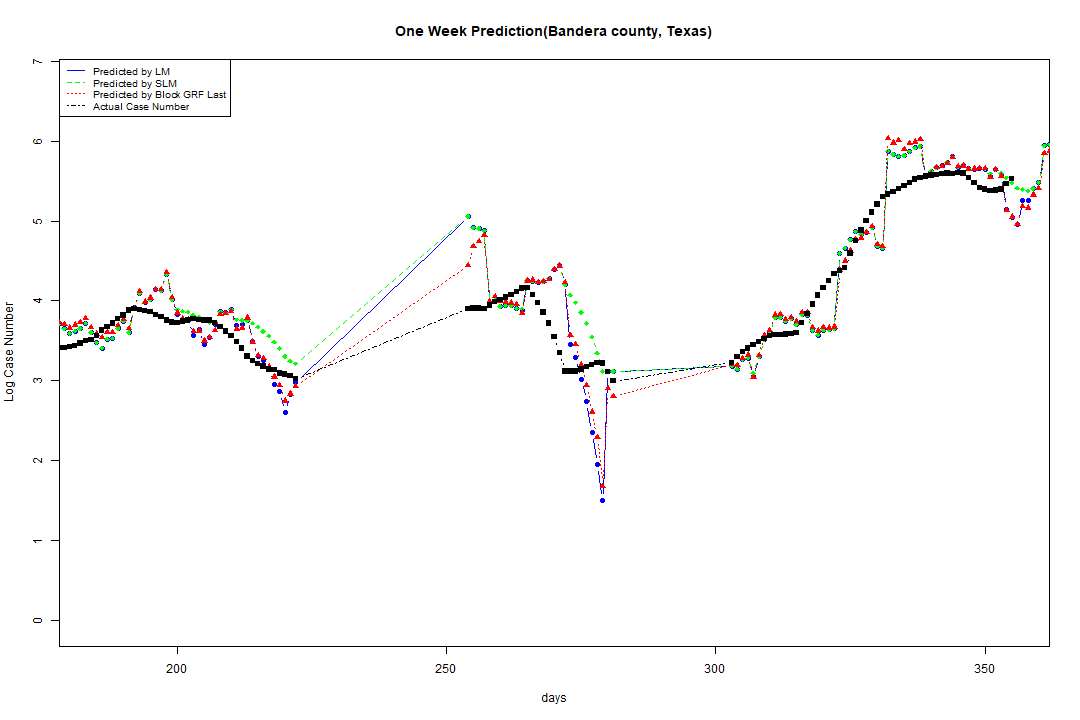 One Week Prediction(Bandera county, Texas)
Predicted by LM
Predicted by SLM
Predicted by Block GRF Last
Actual Case Number
7
6
5
4
3
2
1
0
Log Case Number
200
250
300
350
days